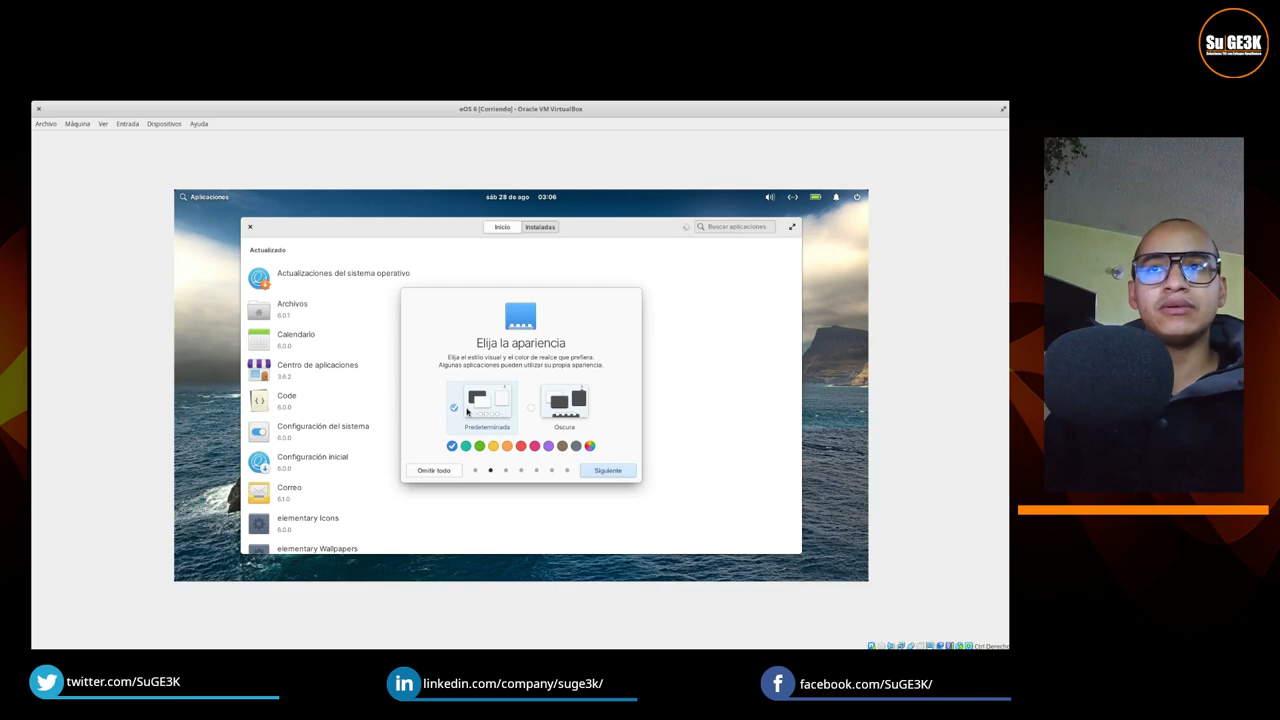 Su GE3K
eOS 6 [Corriendo] - Oracle VM VirtualBox
Archivo Máquina Ver Entrada Dispositivos Ayuda
Aplicaciones
sáb 28 de ago 03:06
Inicio Instaladas
Buscar aplicaciones
Actualizado
Actualizaciones del sistema operativo
Archivos
6.0.1
Calendario
6.0.0
Centro de aplicaciones
3.6.2
Code
6.0.0
Configuración del sistema
6.0.0
Configuración inicial
6.0.0
Correo
6.1.0
elementary Icons
6.0.0
elementary Wallpapers
Elija la apariencia
Elija el estilo visual y el color de realce que prefiera.
Algunas aplicaciones pueden utilizar su propia apariencia.
Predeterminada
Oscura
Omitir todo
Siguiente
Ctrl Derecho
twitter.com/SuGE3K
linkedin.com/company/suge3k/
facebook.com/SuGE3K/